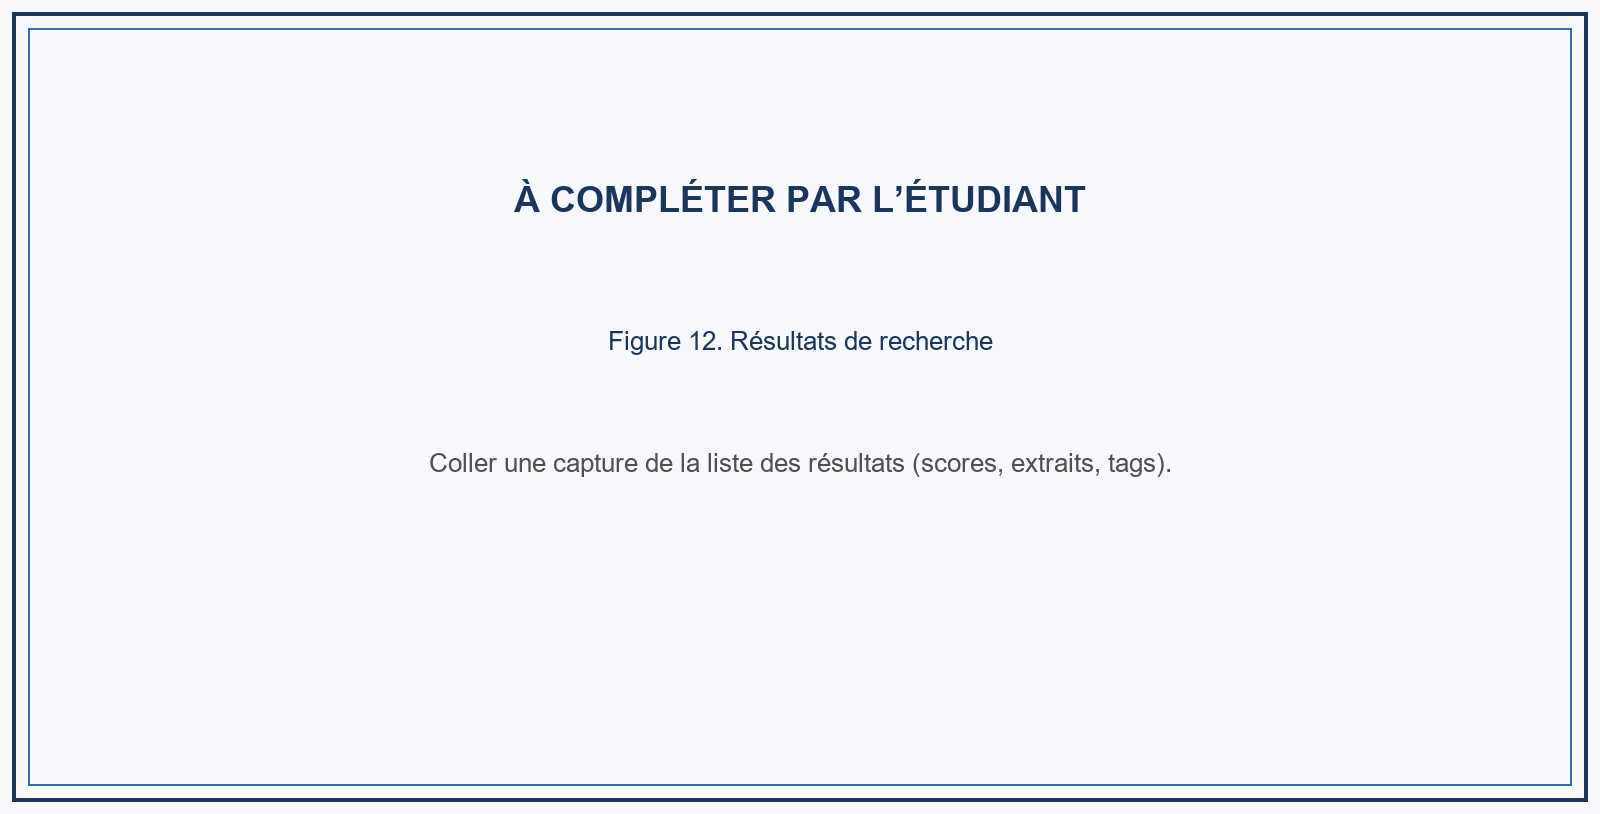 À COMPLÉTER PAR L’ÉTUDIANT
Figure 12. Résultats de recherche
Coller une capture de la liste des résultats (scores, extraits, tags).